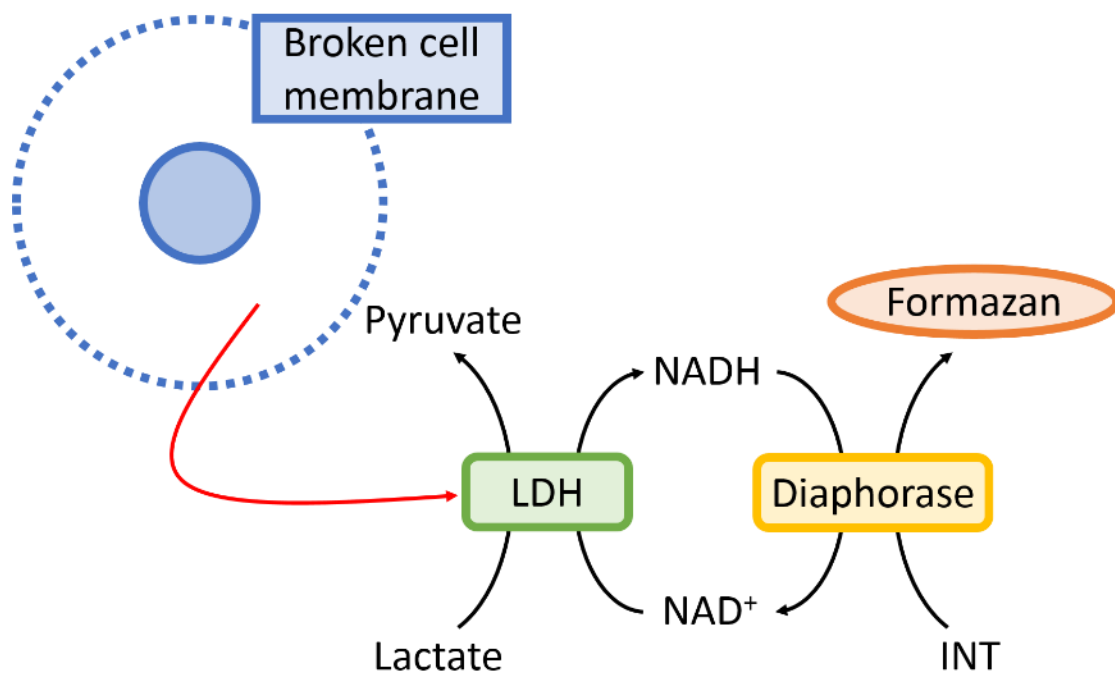 Broken cell
membrane
Formazan
Pyruvate
NADH
LDH
Diaphorase
NAD⁺
Lactate
INT